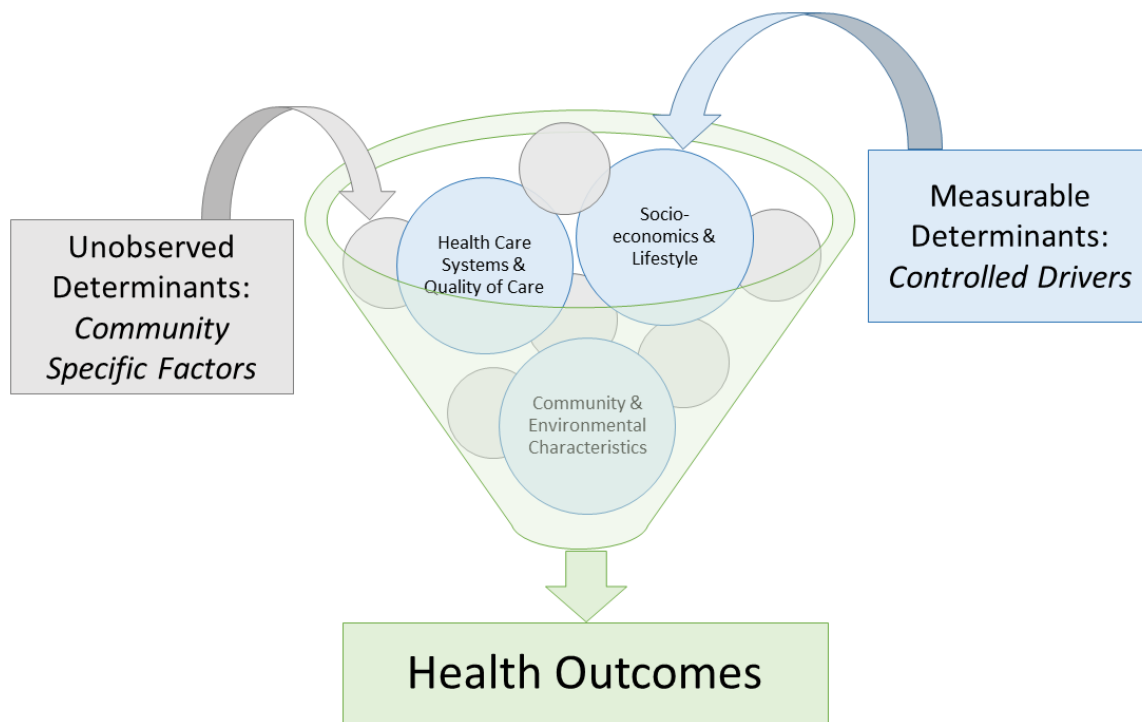 Unobserved
Determinants:
Community
Specific Factors
Health Care
Systems &
Quality of Care
Socio-
economics &
Lifestyle
Community &
Environmental
Characteristics
Measurable
Determinants:
Controlled Drivers
Health Outcomes